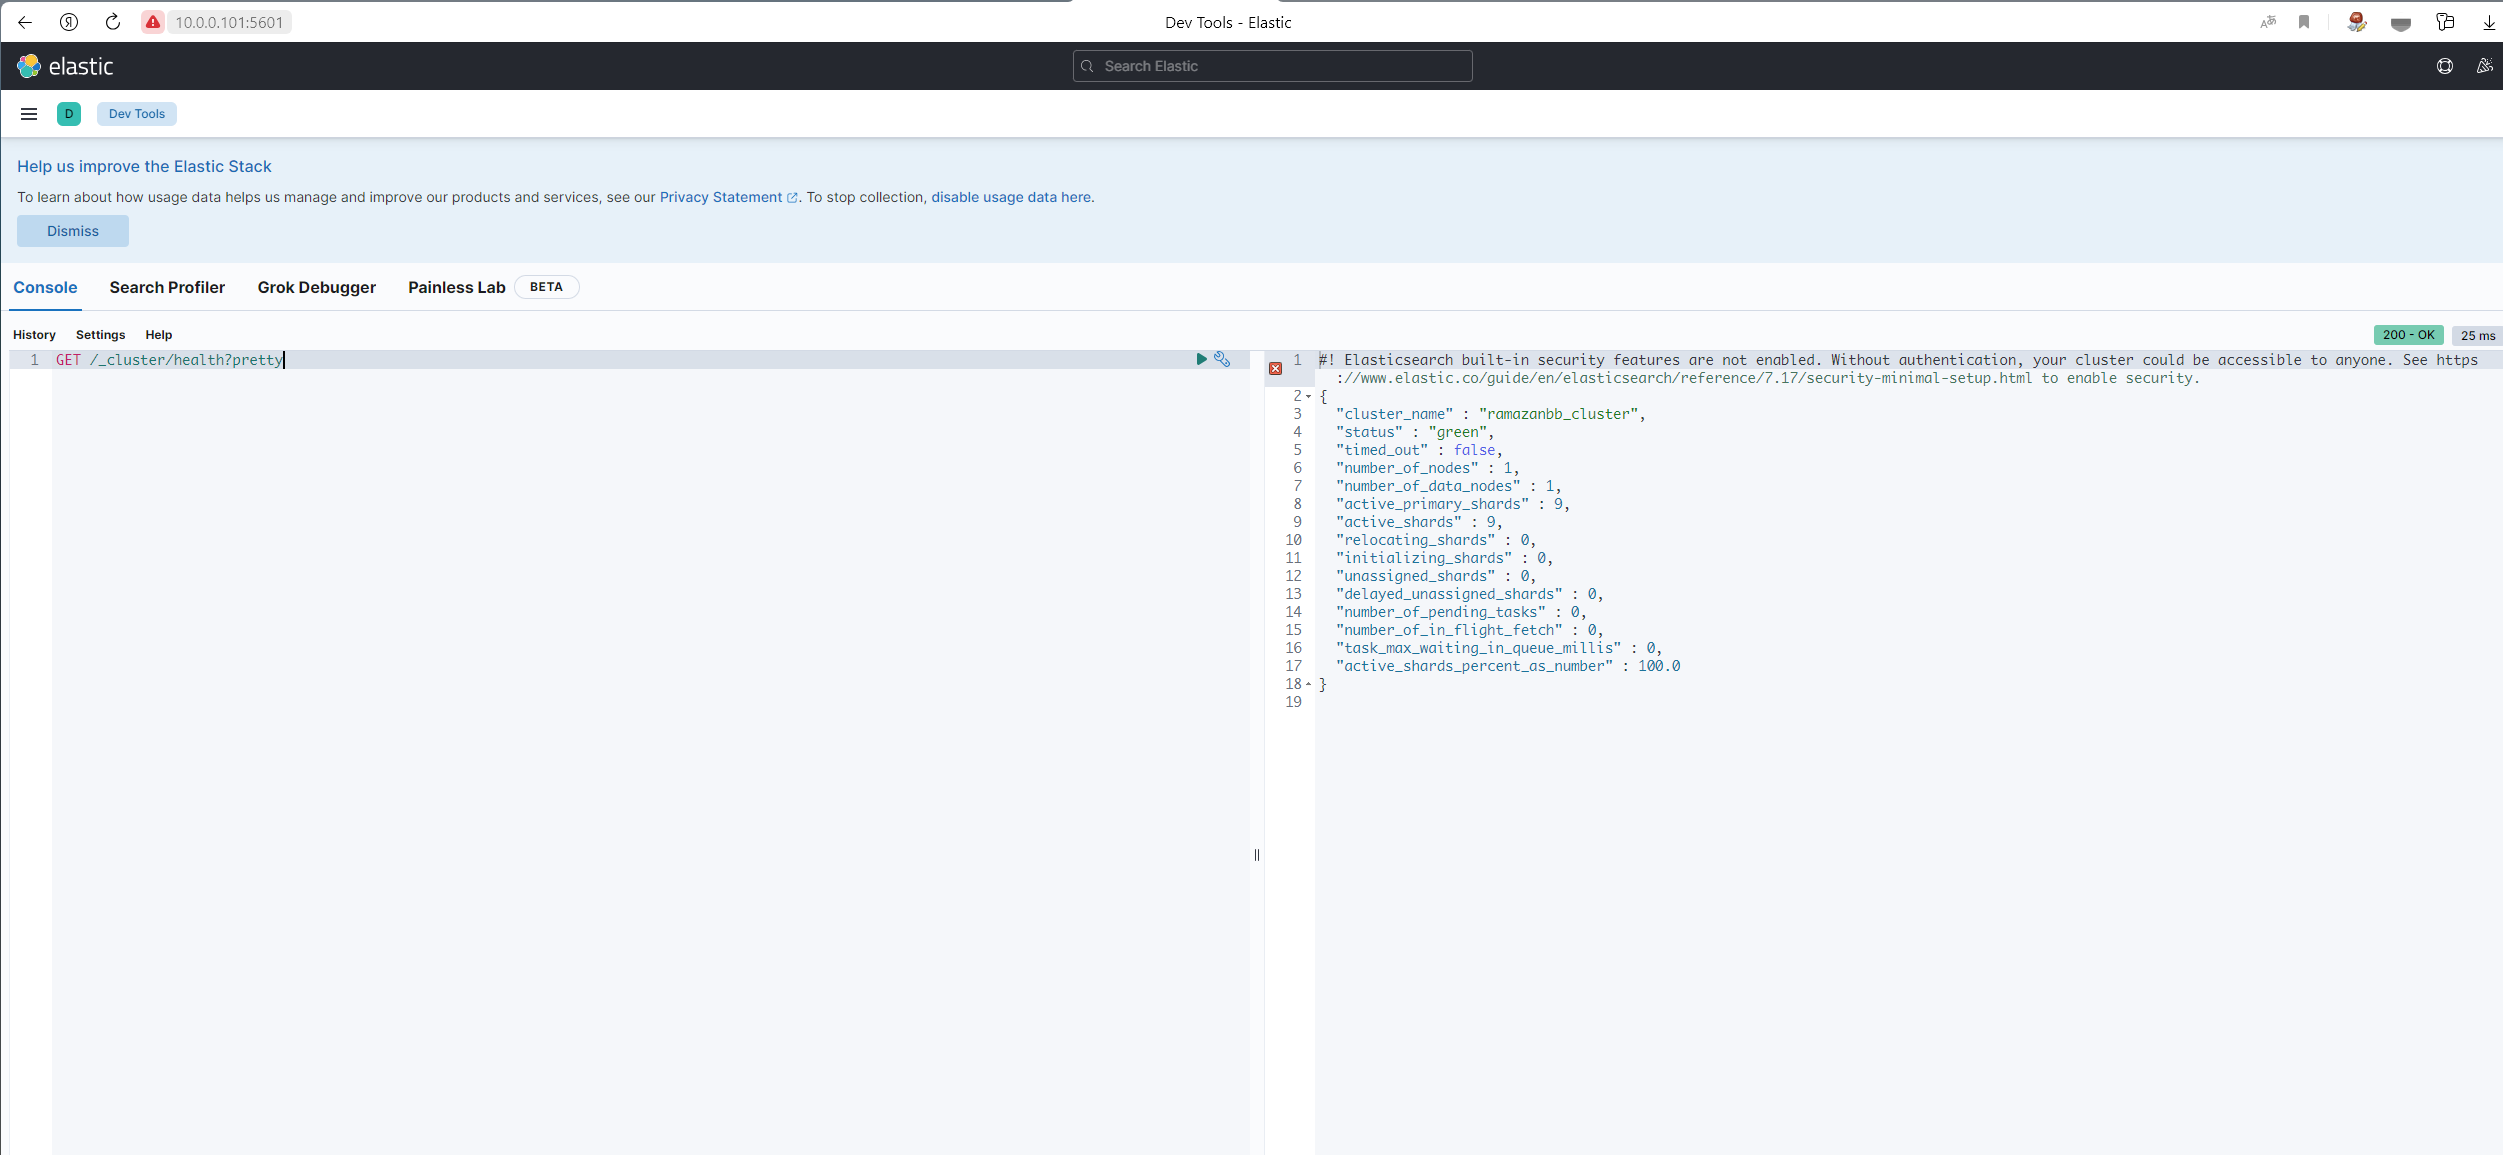 10.0.0.101:5601
Dev Tools - Elastic
elastic
Search Elastic
D
Dev Tools
Help us improve the Elastic Stack
To learn about how usage data helps us manage and improve our products and services, see our Privacy Statement. To stop collection, disable usage data here.
Dismiss
Console Search Profiler Grok Debugger Painless Lab BETA
History Settings Help
200 - OK 25 ms
1 GET /_cluster/health?pretty
1 #! Elasticsearch built-in security features are not enabled. Without authentication, your cluster could be accessible to anyone. See https
://www.elastic.co/guide/en/elasticsearch/reference/7.17/security-minimal-setup.html to enable security.
2 {
3 "cluster_name" : "ramazanbb_cluster",
4 "status" : "green",
5 "timed_out" : false,
6 "number_of_nodes" : 1,
7 "number_of_data_nodes" : 1,
8 "active_primary_shards" : 9,
9 "active_shards" : 9,
10 "relocating_shards" : 0,
11 "initializing_shards" : 0,
12 "unassigned_shards" : 0,
13 "delayed_unassigned_shards" : 0,
14 "number_of_pending_tasks" : 0,
15 "number_of_in_flight_fetch" : 0,
16 "task_max_waiting_in_queue_millis" : 0,
17 "active_shards_percent_as_number" : 100.0
18 }
19